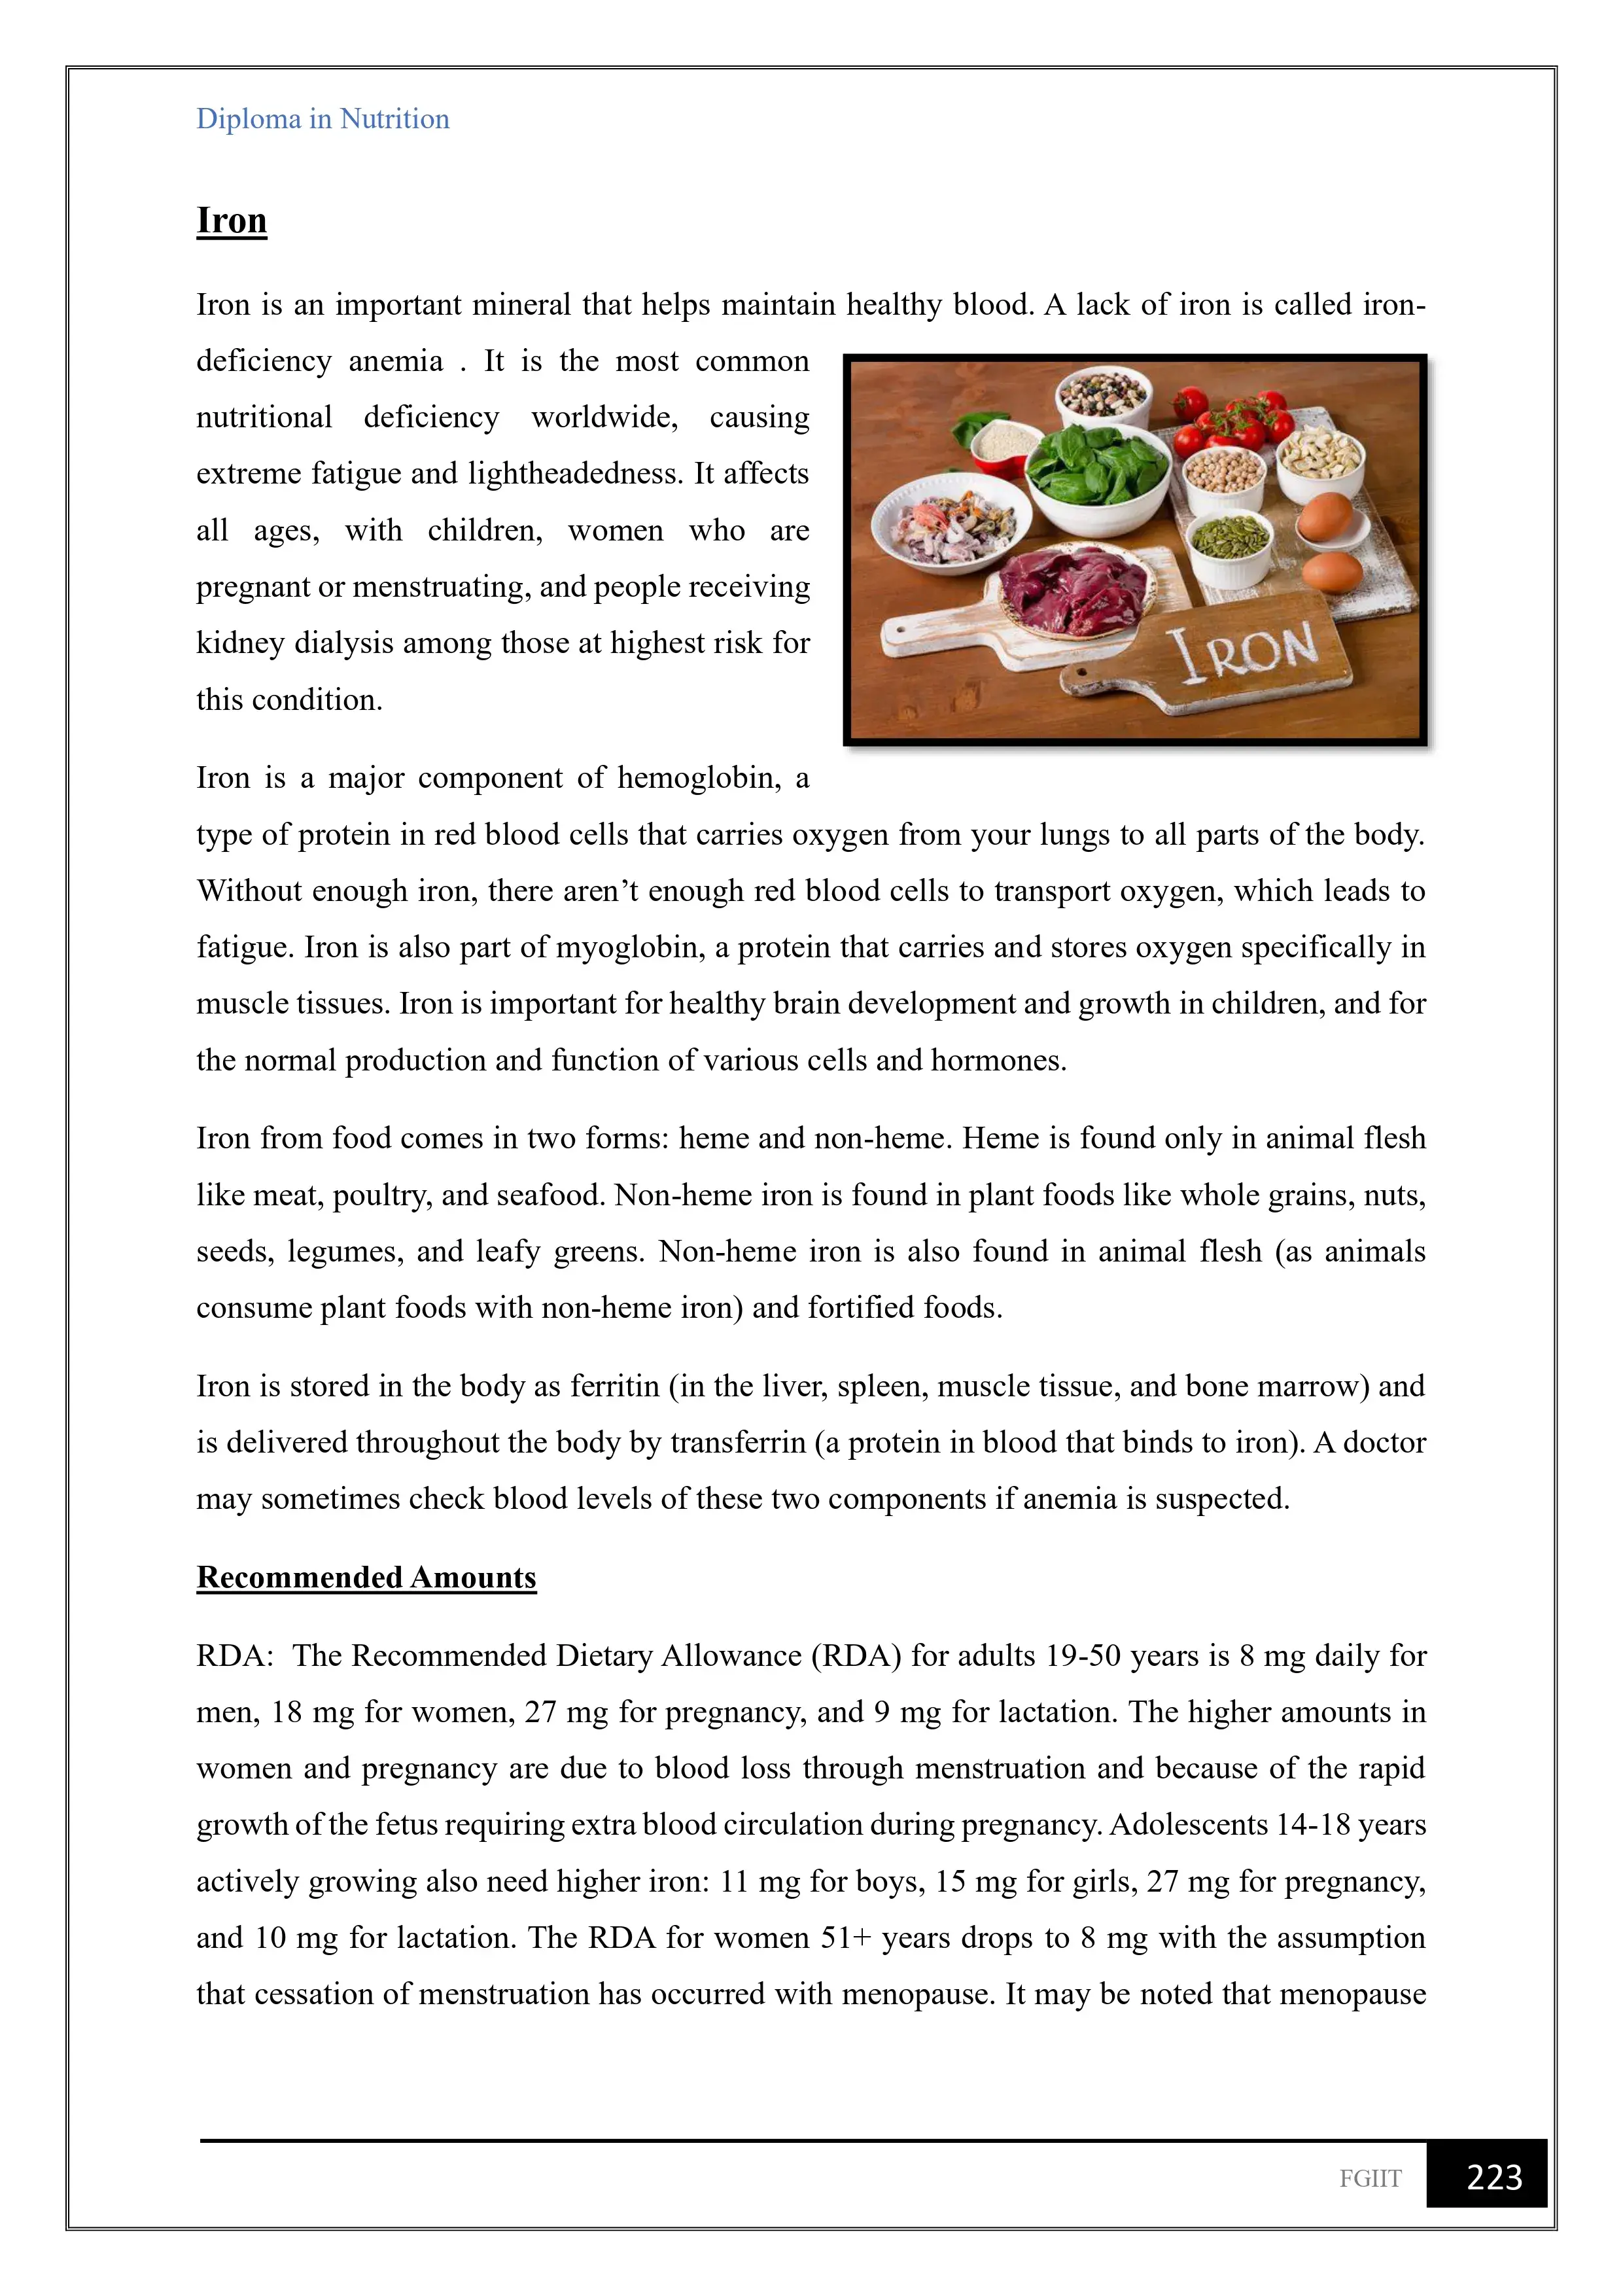 Diploma in Nutrition
Iron
Iron is an important mineral that helps maintain healthy blood. A lack of iron is called iron-
deficiency anemia . It is the most common
nutritional deficiency worldwide, causing
extreme fatigue and lightheadedness. It affects
all ages, with children, women who are
pregnant or menstruating, and people receiving
kidney dialysis among those at highest risk for
this condition.
IRON
Iron is a major component of hemoglobin, a
type of protein in red blood cells that carries oxygen from your lungs to all parts of the body.
Without enough iron, there aren’t enough red blood cells to transport oxygen, which leads to
fatigue. Iron is also part of myoglobin, a protein that carries and stores oxygen specifically in
muscle tissues. Iron is important for healthy brain development and growth in children, and for
the normal production and function of various cells and hormones.
Iron from food comes in two forms: heme and non-heme. Heme is found only in animal flesh
like meat, poultry, and seafood. Non-heme iron is found in plant foods like whole grains, nuts,
seeds, legumes, and leafy greens. Non-heme iron is also found in animal flesh (as animals
consume plant foods with non-heme iron) and fortified foods.
Iron is stored in the body as ferritin (in the liver, spleen, muscle tissue, and bone marrow) and
is delivered throughout the body by transferrin (a protein in blood that binds to iron). A doctor
may sometimes check blood levels of these two components if anemia is suspected.
Recommended Amounts
RDA:  The Recommended Dietary Allowance (RDA) for adults 19-50 years is 8 mg daily for
men, 18 mg for women, 27 mg for pregnancy, and 9 mg for lactation. The higher amounts in
women and pregnancy are due to blood loss through menstruation and because of the rapid
growth of the fetus requiring extra blood circulation during pregnancy. Adolescents 14-18 years
actively growing also need higher iron: 11 mg for boys, 15 mg for girls, 27 mg for pregnancy,
and 10 mg for lactation. The RDA for women 51+ years drops to 8 mg with the assumption
that cessation of menstruation has occurred with menopause. It may be noted that menopause
FGIIT 223